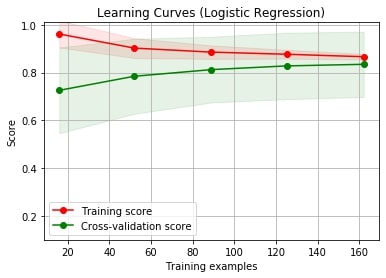 Learning Curves (Logistic Regression)
1.0
0.8
0.6
0.4
0.2
Score
Training score
Cross-validation score
20 40 60 80 100 120 140 160
Training examples